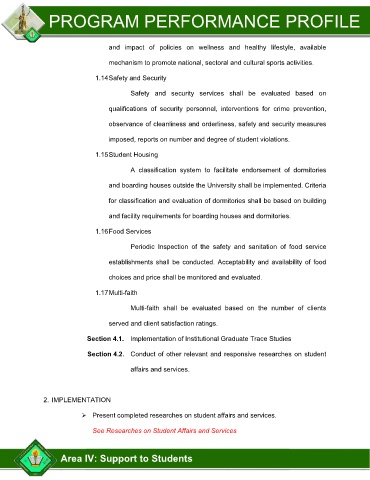 PROGRAM PERFORMANCE PROFILE
and impact of policies on wellness and healthy lifestyle, available
mechanism to promote national, sectoral and cultural sports activities.
1.14Safety and Security
Safety and security services shall be evaluated based on
qualifications of security personnel, interventions for crime prevention,
observance of cleanliness and orderliness, safety and security measures
imposed, reports on number and degree of student violations.
1.15Student Housing
A classification system to facilitate endorsement of dormitories
and boarding houses outside the University shall be implemented. Criteria
for classification and evaluation of dormitories shall be based on building
and facility requirements for boarding houses and dormitories.
1.16Food Services
Periodic Inspection of the safety and sanitation of food service
establishments shall be conducted. Acceptability and availability of food
choices and price shall be monitored and evaluated.
1.17Multi-faith
Multi-faith shall be evaluated based on the number of clients
served and client satisfaction ratings.
Section 4.1. Implementation of Institutional Graduate Trace Studies
Section 4.2. Conduct of other relevant and responsive researches on student
affairs and services.
2. IMPLEMENTATION
➢ Present completed researches on student affairs and services.
See Researches on Student Affairs and Services
Area IV: Support to Students